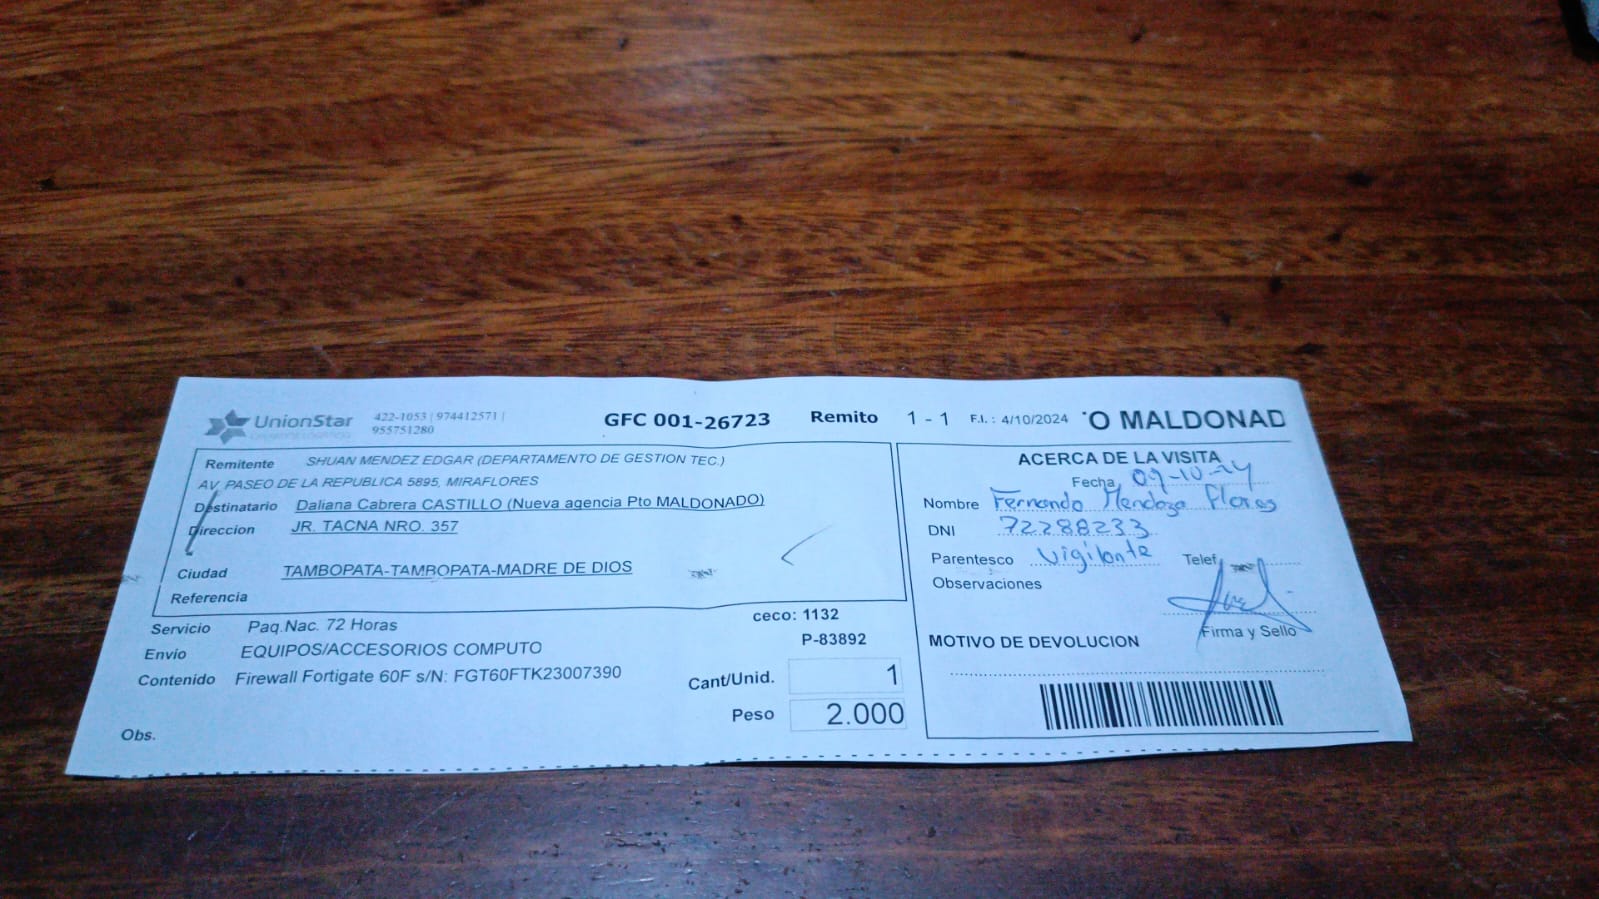 UnionStar 422-1053 | 974412571 |
955751280
GFC 001-26723 Remito 1 - 1 F.I. : 4/10/2024 'O MALDONAD
Remitente SHUAN MENDEZ EDGAR (DEPARTAMENTO DE GESTION TEC.)
AV. PASEO DE LA REPUBLICA 5895, MIRAFLORES
Destinatario Daliana Cabrera CASTILLO (Nueva agencia Pto MALDONADO)
Direccion JR. TACNA NRO. 357
Ciudad TAMBOPATA-TAMBOPATA-MADRE DE DIOS
Referencia
Servicio Paq.Nac. 72 Horas
Envio EQUIPOS/ACCESORIOS COMPUTO
Contenido Firewall Fortigate 60F s/N: FGT60FTK23007390
Obs.
ceco: 1132
P-83892
Cant/Unid. 1
Peso 2.000
ACERCA DE LA VISITA
Fecha 09-10-24
Nombre Fernando Mendoza Flores
DNI 72288233
Parentesco vigilante Telef.
Observaciones
Firma y Sello
MOTIVO DE DEVOLUCION